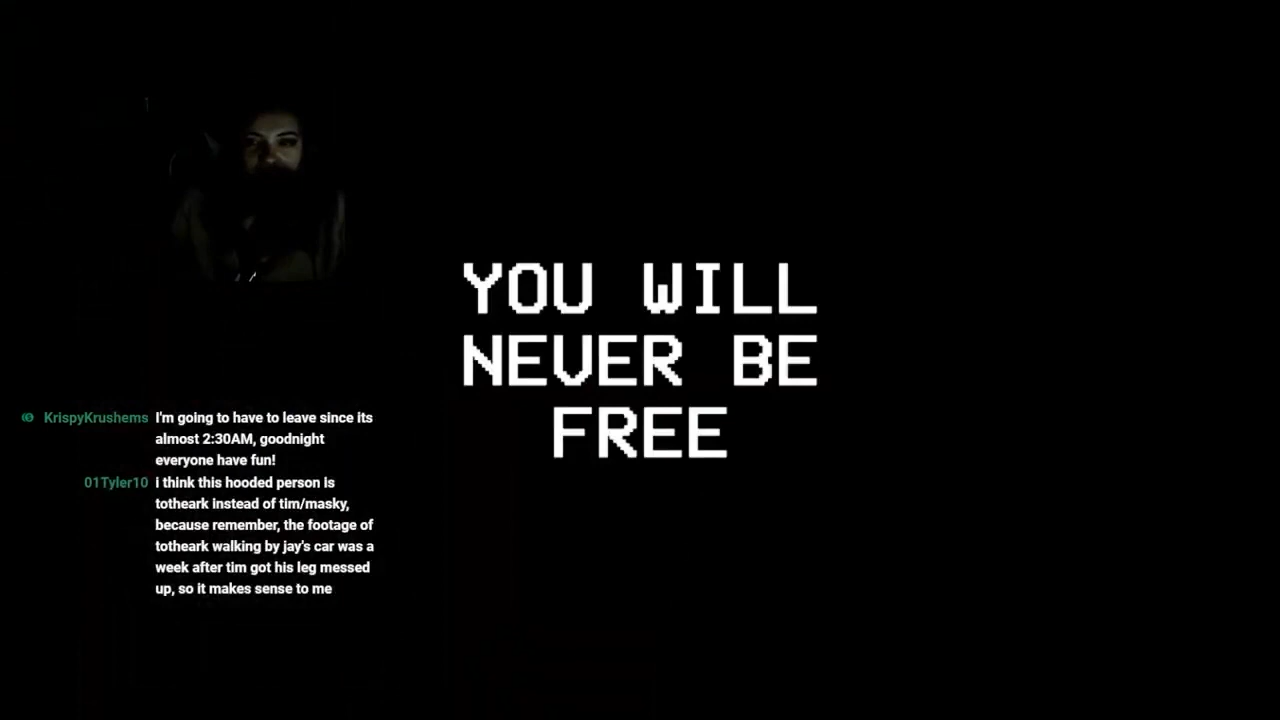 YOU WILL
NEVER BE
FREE
KrispyKrushems I'm going to have to leave since its
almost 2:30AM, goodnight
everyone have fun!
01Tyler10 i think this hooded person is
totheark instead of tim/masky,
because remember, the footage of
totheark walking by jay's car was a
week after tim got his leg messed
up, so it makes sense to me